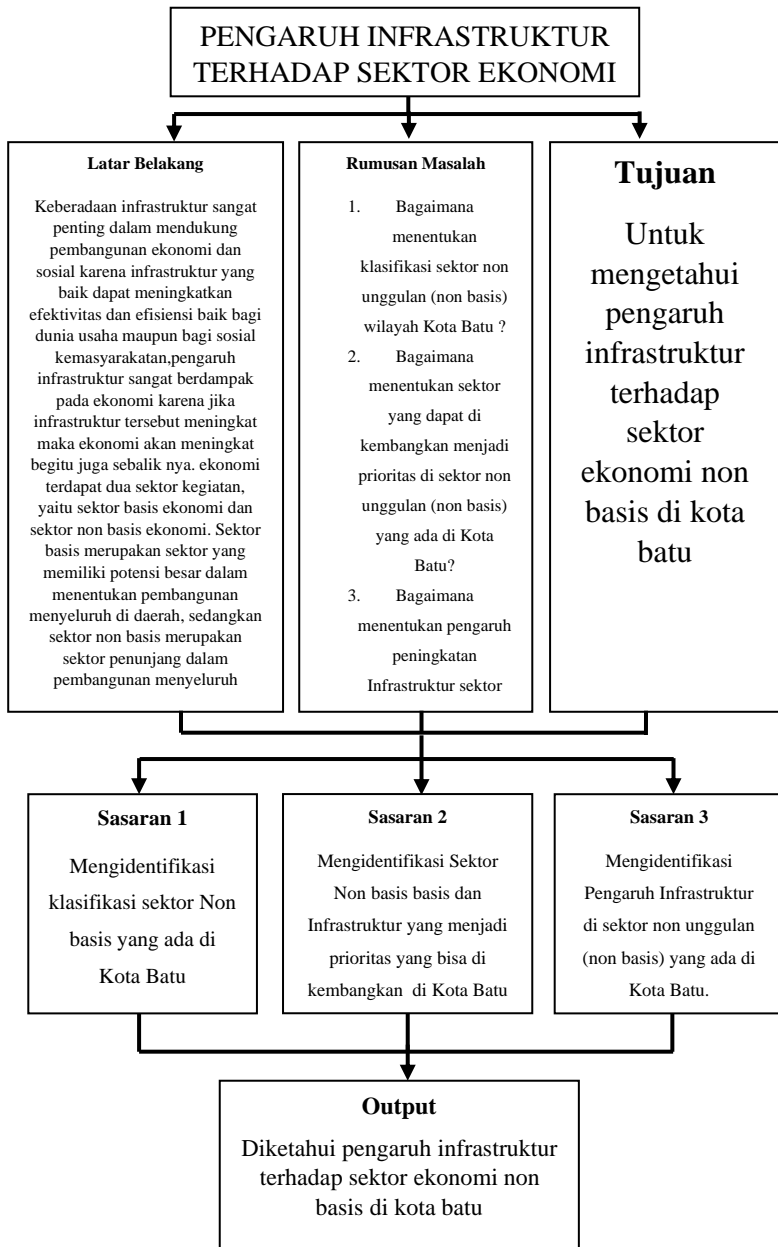 PENGARUH INFRASTRUKTUR
TERHADAP SEKTOR EKONOMI
Latar Belakang
Keberadaan infrastruktur sangat
penting dalam mendukung
pembangunan ekonomi dan
sosial karena infrastruktur yang
baik dapat meningkatkan
efektivitas dan efisiensi baik bagi
dunia usaha maupun bagi sosial
kemasyarakatan,pengaruh
infrastruktur sangat berdampak
pada ekonomi karena jika
infrastruktur tersebut meningkat
maka ekonomi akan meningkat
begitu juga sebalik nya. ekonomi
terdapat dua sektor kegiatan,
yaitu sektor basis ekonomi dan
sektor non basis ekonomi. Sektor
basis merupakan sektor yang
memiliki potensi besar dalam
menentukan pembangunan
menyeluruh di daerah, sedangkan
sektor non basis merupakan
sektor penunjang dalam
pembangunan menyeluruh
Rumusan Masalah
1. Bagaimana
menentukan
klasifikasi sektor non
unggulan (non basis)
wilayah Kota Batu ?
2. Bagaimana
menentukan sektor
yang dapat di
kembangkan menjadi
prioritas di sektor non
unggulan (non basis)
yang ada di Kota
Batu?
3. Bagaimana
menentukan pengaruh
peningkatan
Infrastruktur sektor
Tujuan
Untuk
mengetahui
pengaruh
infrastruktur
terhadap
sektor
ekonomi non
basis di kota
batu
Sasaran 1
Mengidentifikasi
klasifikasi sektor Non
basis yang ada di
Kota Batu
Sasaran 2
Mengidentifikasi Sektor
Non basis basis dan
Infrastruktur yang menjadi
prioritas yang bisa di
kembangkan di Kota Batu
Sasaran 3
Mengidentifikasi
Pengaruh Infrastruktur
di sektor non unggulan
(non basis) yang ada di
Kota Batu.
Output
Diketahui pengaruh infrastruktur
terhadap sektor ekonomi non
basis di kota batu